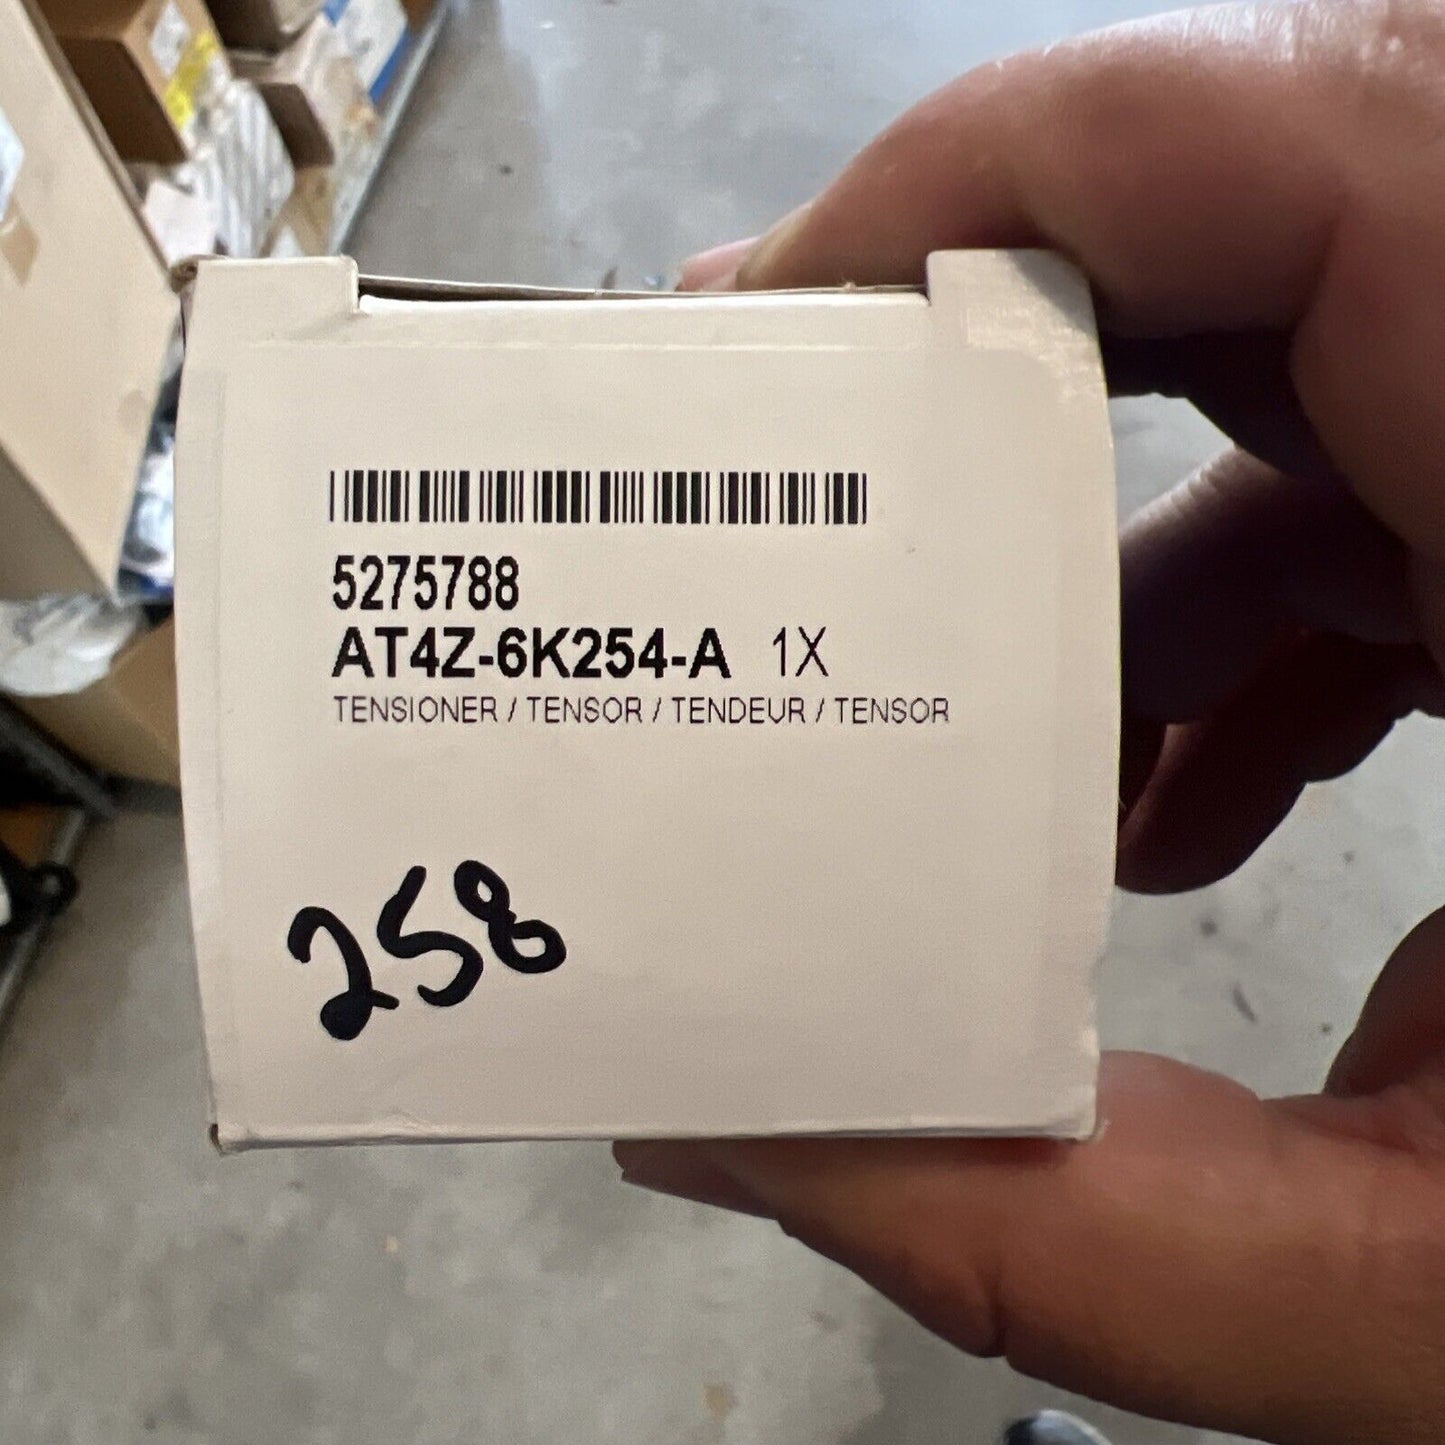 5275788
AT4Z-6K254-A 1X
TENSIONER / TENSOR / TENDEUR / TENSOR
258